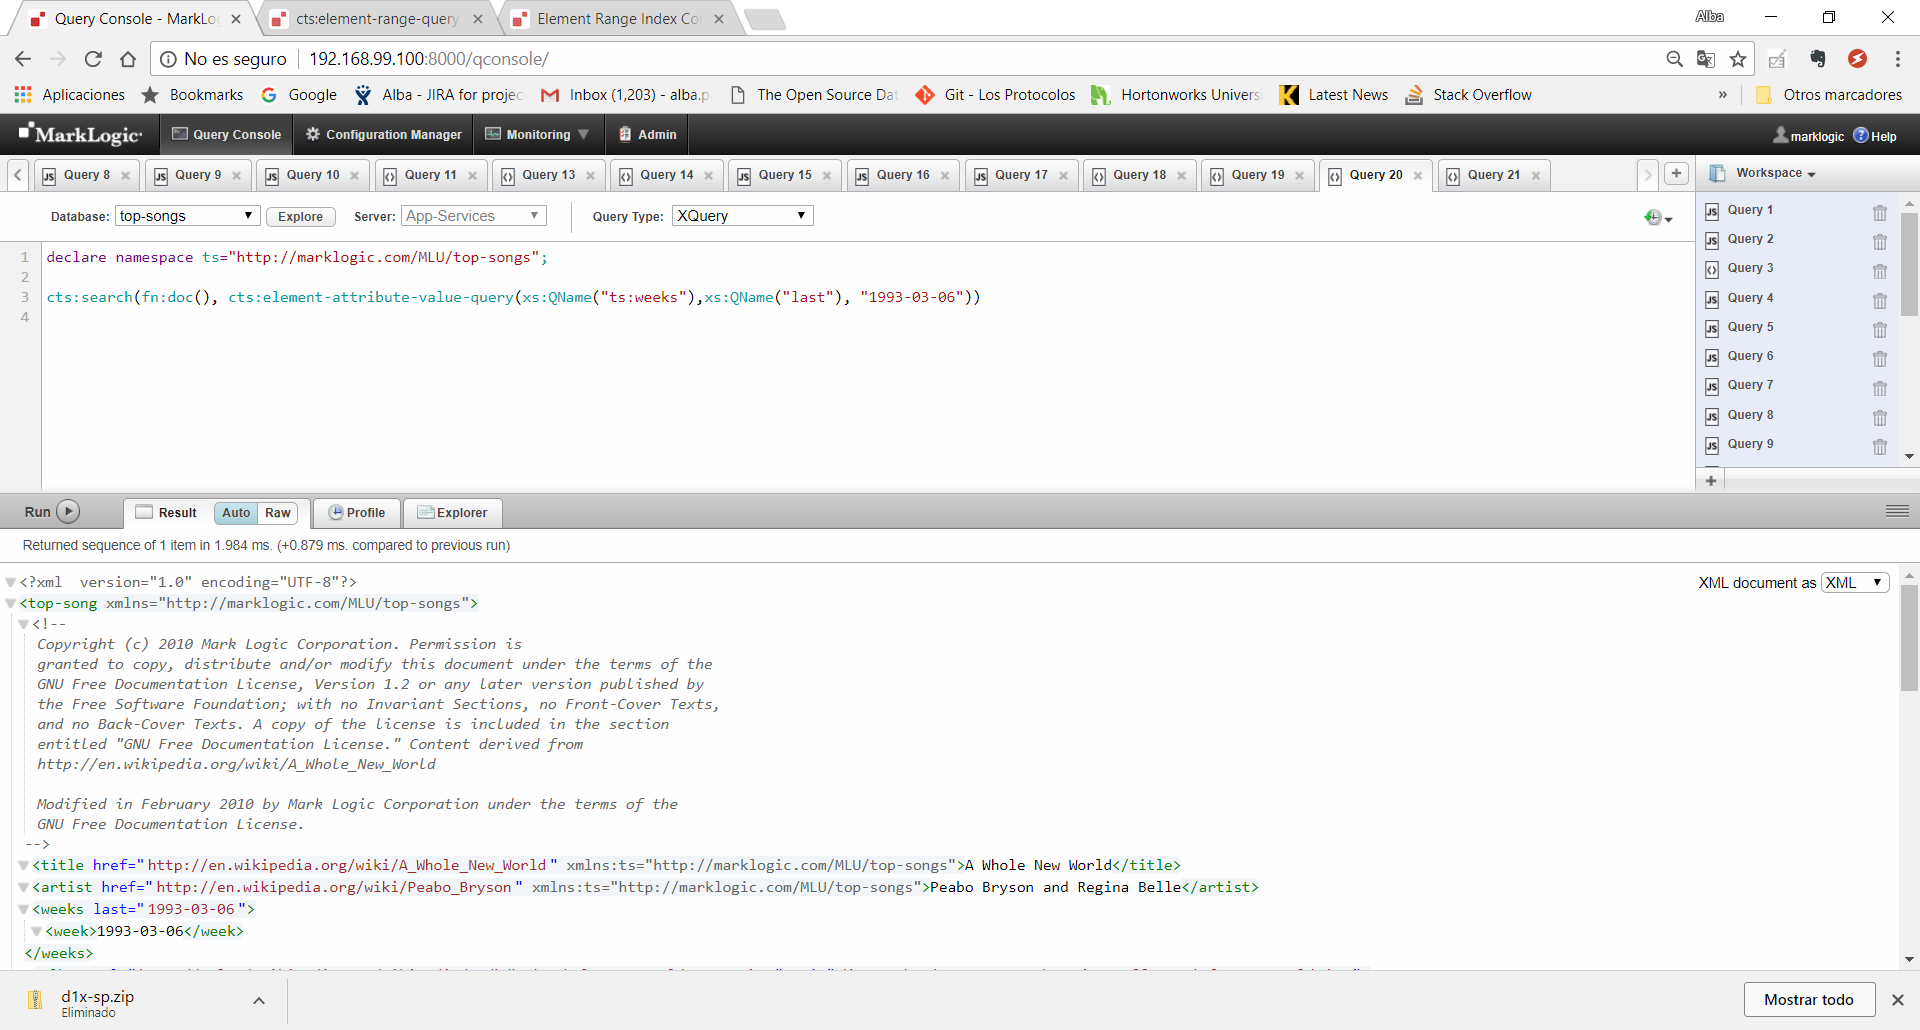 Query Console - MarkLog
cts:element-range-query
Element Range Index Co
Alba
No es seguro
192.168.99.100:8000/qconsole/
Aplicaciones
Bookmarks
Google
Alba - JIRA for projec
Inbox (1,203) - alba.p
The Open Source Dat
Git - Los Protocolos
Hortonworks Universi
Latest News
Stack Overflow
»
Otros marcadores
MarkLogic
Query Console
Configuration Manager
Monitoring
Admin
marklogic
Help
Query 8
Query 9
Query 10
Query 11
Query 13
Query 14
Query 15
Query 16
Query 17
Query 18
Query 19
Query 20
Query 21
Workspace
Database: top-songs
Explore
Server: App-Services
Query Type: XQuery
Query 1
Query 2
Query 3
Query 4
Query 5
Query 6
Query 7
Query 8
Query 9
1 declare namespace ts="http://marklogic.com/MLU/top-songs";
2
3 cts:search(fn:doc(), cts:element-attribute-value-query(xs:QName("ts:weeks"),xs:QName("last"), "1993-03-06"))
4
Run
Result
Auto
Raw
Profile
Explorer
Returned sequence of 1 item in 1.984 ms. (+0.879 ms. compared to previous run)
XML document as XML
<?xml  version="1.0" encoding="UTF-8"?>
<top-song xmlns="http://marklogic.com/MLU/top-songs">
<!--
Copyright (c) 2010 Mark Logic Corporation. Permission is
granted to copy, distribute and/or modify this document under the terms of the
GNU Free Documentation License, Version 1.2 or any later version published by
the Free Software Foundation; with no Invariant Sections, no Front-Cover Texts,
and no Back-Cover Texts. A copy of the license is included in the section
entitled "GNU Free Documentation License." Content derived from
http://en.wikipedia.org/wiki/A_Whole_New_World
Modified in February 2010 by Mark Logic Corporation under the terms of the
GNU Free Documentation License.
-->
<title href="http://en.wikipedia.org/wiki/A_Whole_New_World" xmlns:ts="http://marklogic.com/MLU/top-songs">A Whole New World</title>
<artist href="http://en.wikipedia.org/wiki/Peabo_Bryson" xmlns:ts="http://marklogic.com/MLU/top-songs">Peabo Bryson and Regina Belle</artist>
<weeks last="1993-03-06">
<week>1993-03-06</week>
</weeks>
d1x-sp.zip
Eliminado
Mostrar todo